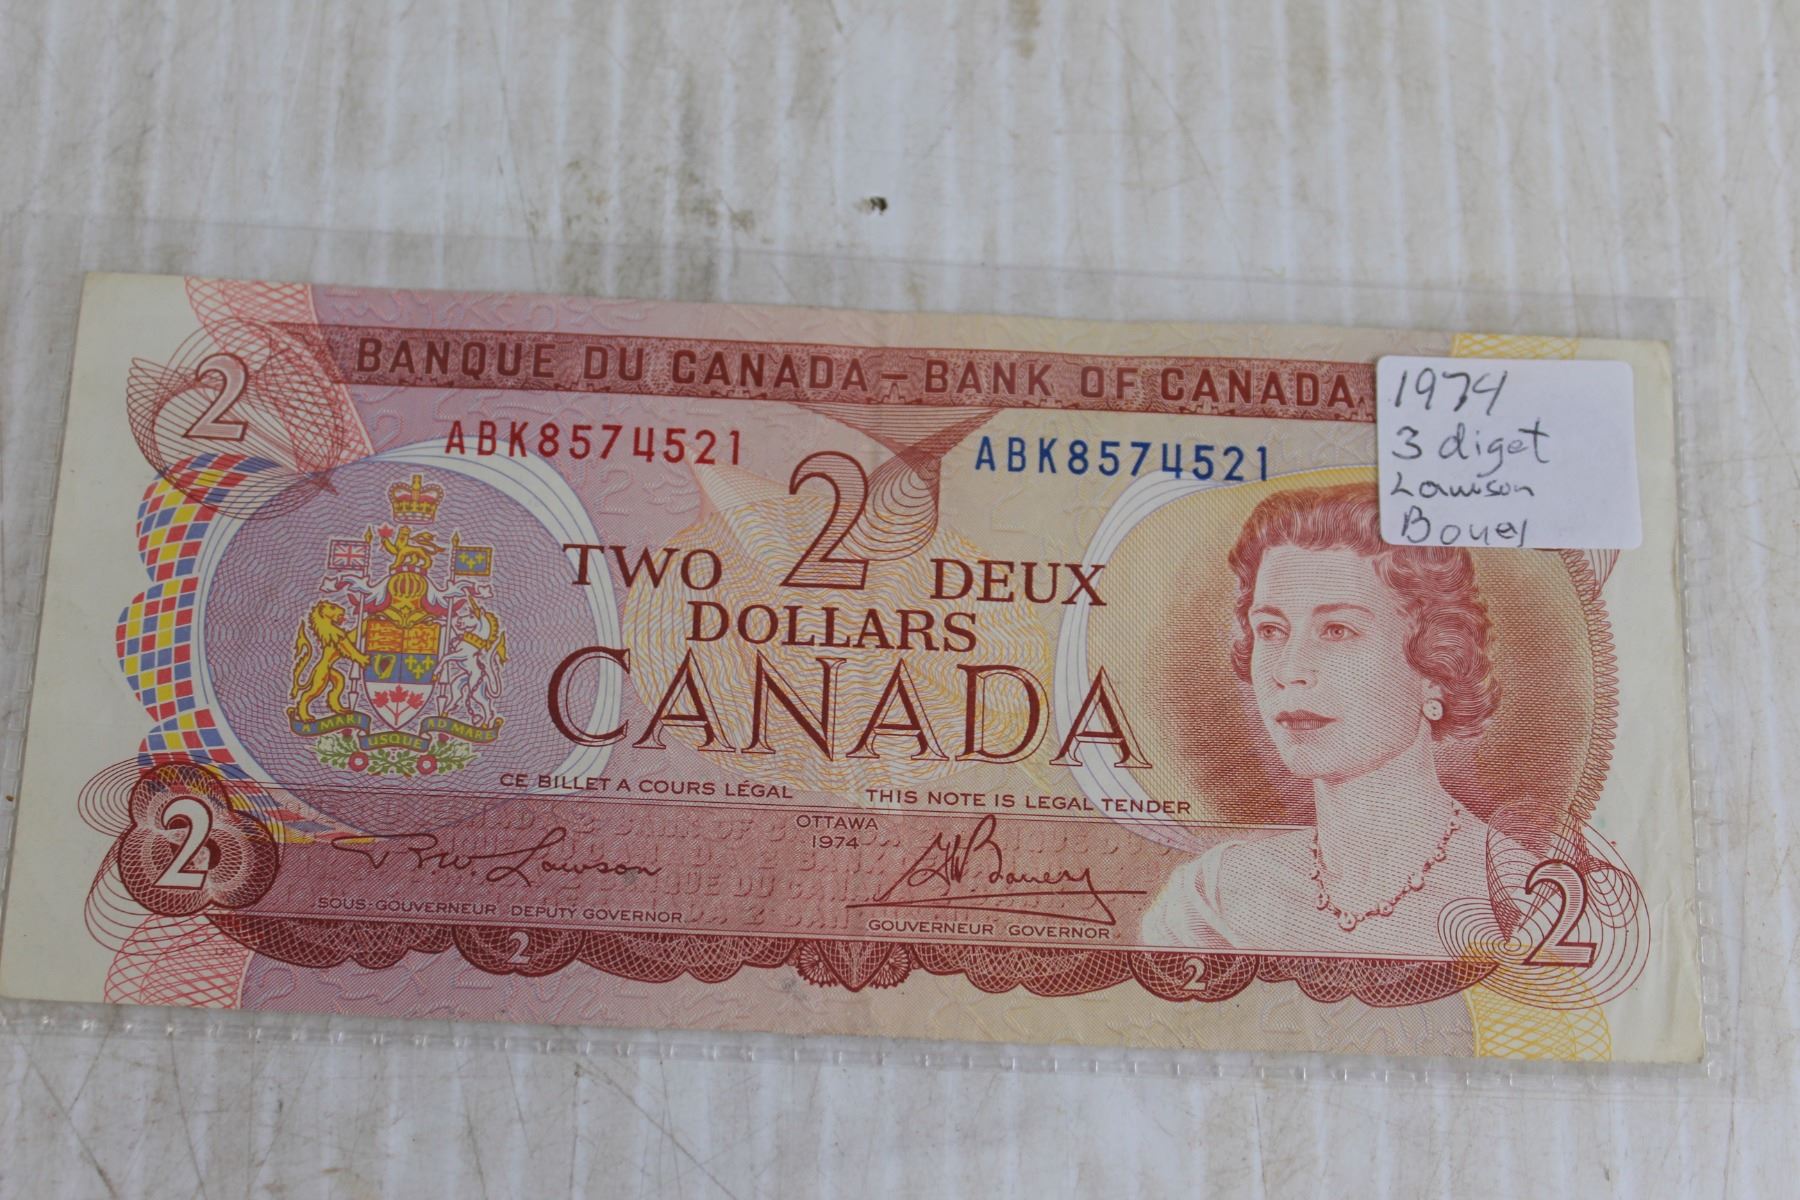 BANQUE DU CANADA — BANK OF CANADA
1974
3 diget
Lawison
Bouey
2
ABK8574521
ABK8574521
2
TWO DEUX
DOLLARS
CANADA
A MARI USQUE AD MARE
CE BILLET A COURS LÉGAL
THIS NOTE IS LEGAL TENDER
OTTAWA
1974
2
R.W. Lawson
G.K. Bouey
SOUS-GOUVERNEUR DEPUTY GOVERNOR
GOUVERNEUR GOVERNOR
2
2
2